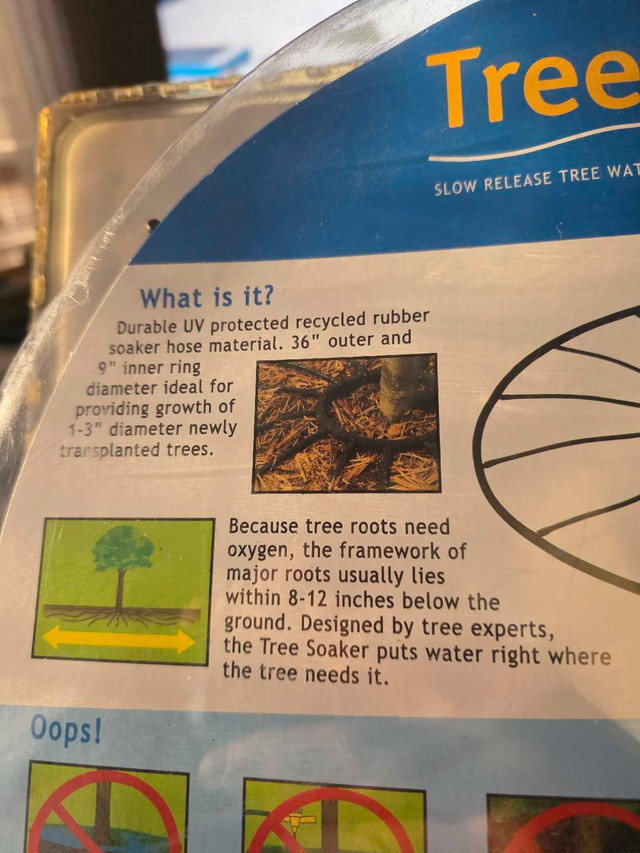 Tree
SLOW RELEASE TREE
What is it?
Durable UV protected recycled rubber
soaker hose material. 36" outer and
9" inner ring
diameter ideal for
providing growth of
1-3" diameter newly
transplanted trees.
Because tree roots need
oxygen, the framework of
major roots usually lies
within 8-12 inches below the
ground. Designed by tree experts,
the Tree Soaker puts water right where
the tree needs it.
Oops!